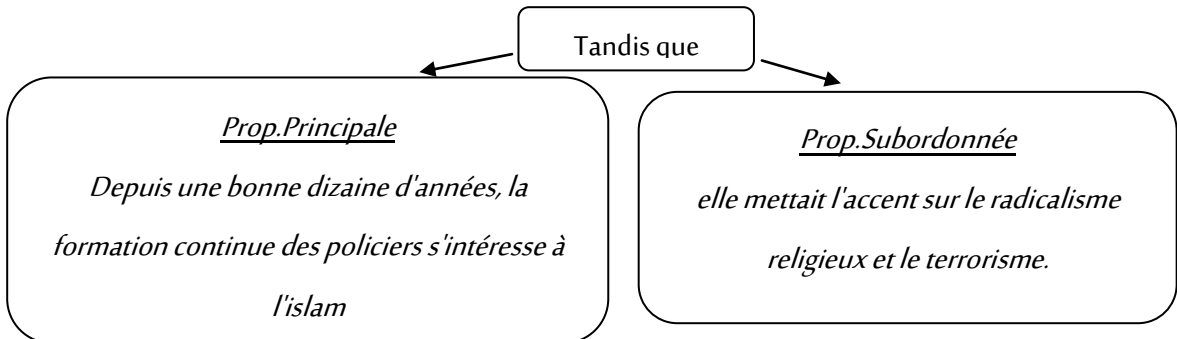 Tandis que
Prop.Principale
Depuis une bonne dizaine d'années, la
formation continue des policiers s'intéresse à
l'islam
Prop.Subordonnée
elle mettait l'accent sur le radicalisme
religieux et le terrorisme.